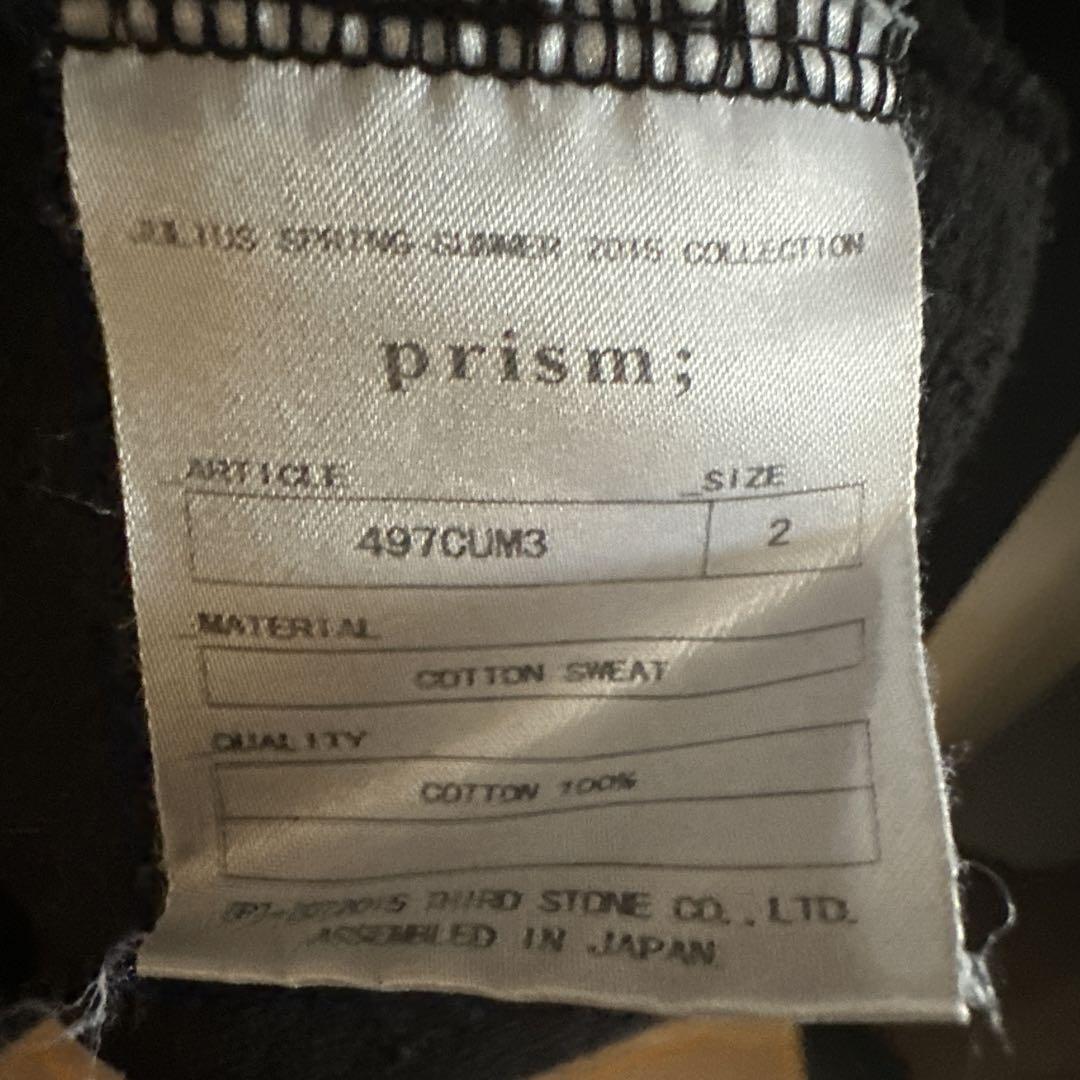 JULIUS SPRING-SUMMER 2015 COLLECTION
prism;
ARTICLE SIZE
497CUM3 2
MATERIAL
COTTON SWEAT
QUALITY
COTTON 100%
THIRD STONE CO., LTD.
ASSEMBLED IN JAPAN